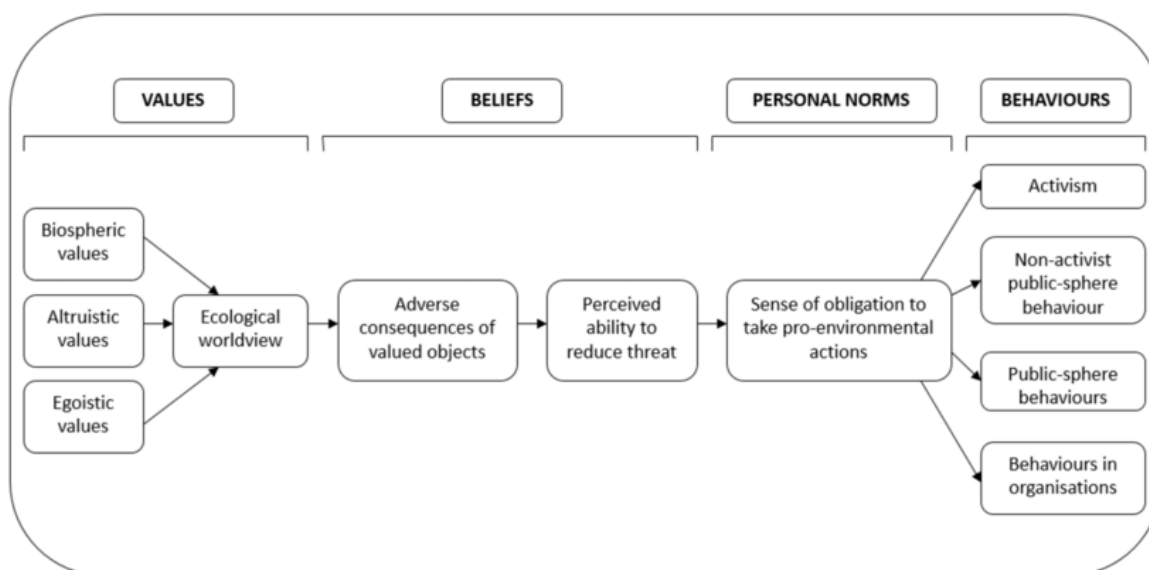 VALUES
BELIEFS
PERSONAL NORMS
BEHAVIOURS
Biospheric
values
Altruistic
values
Egoistic
values
Ecological
worldview
Adverse
consequences of
valued objects
Perceived
ability to
reduce threat
Sense of obligation to
take pro-environmental
actions
Activism
Non-activist
public-sphere
behaviour
Public-sphere
behaviours
Behaviours in
organisations